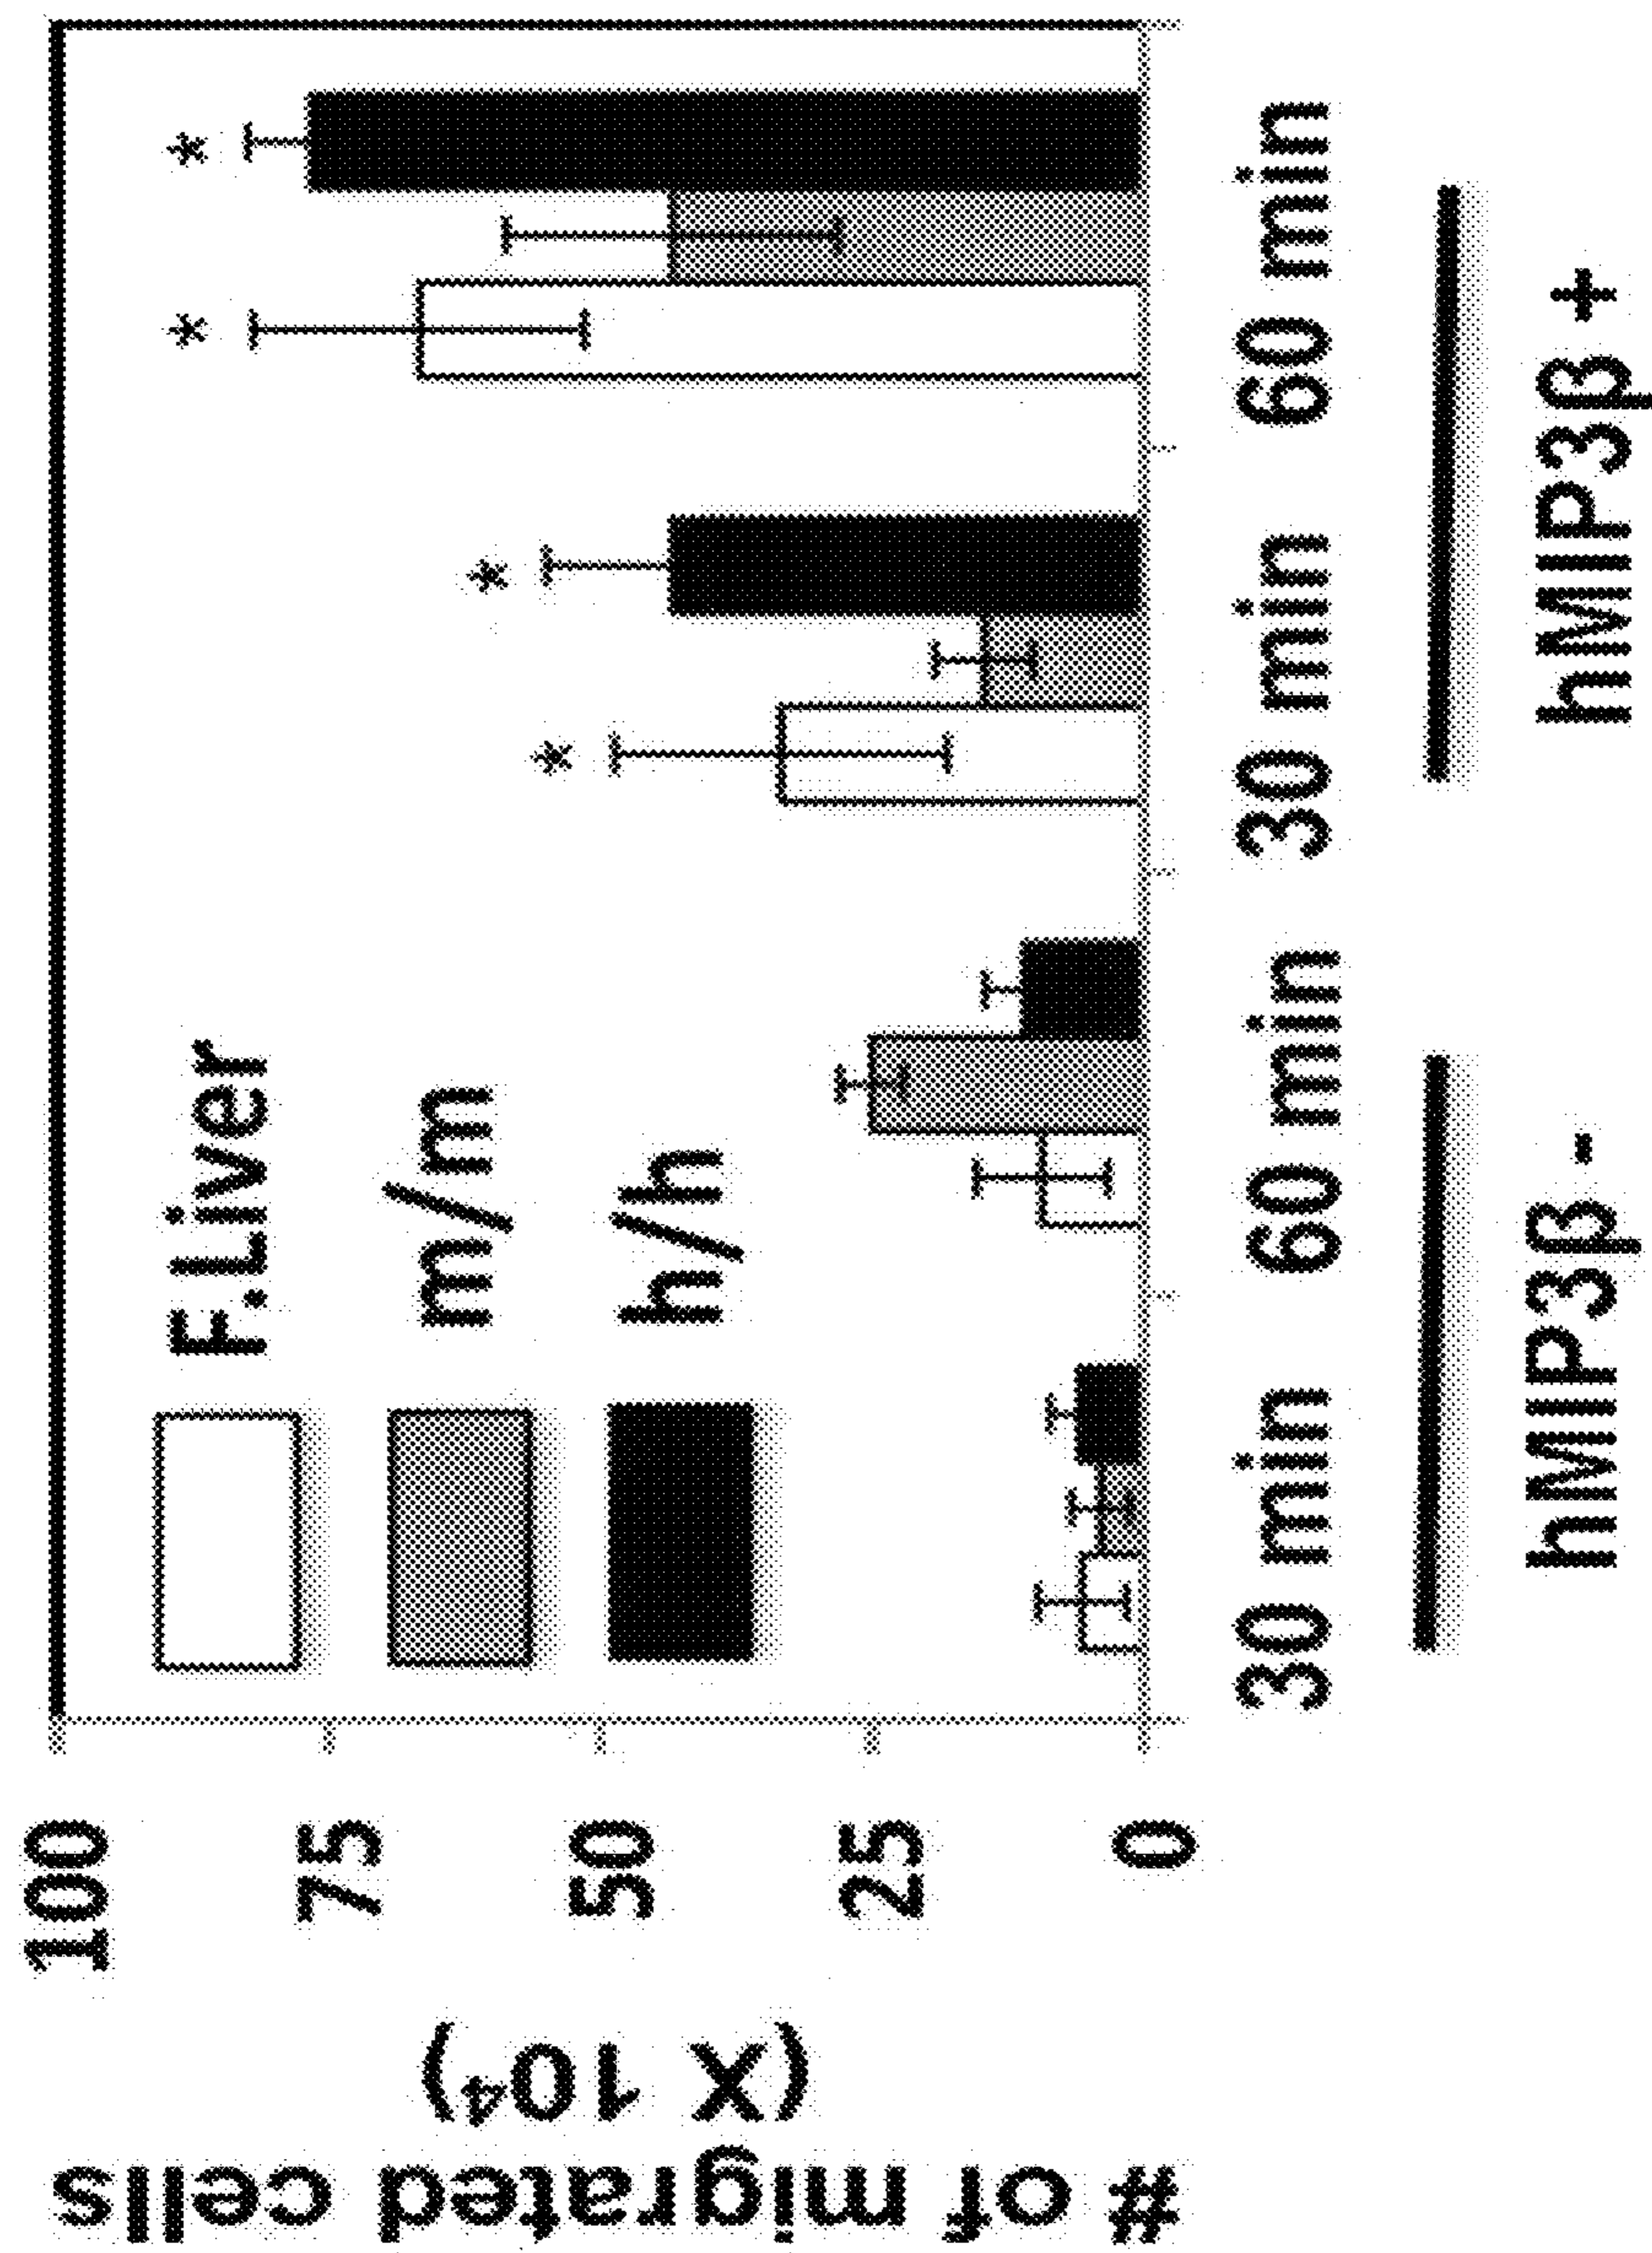 # of migrated cells
(X 10⁴)
100
75
50
25
0
F.Liver
m/m
h/h
*
*
*
*
30 min 60 min 30 min 60 min
hMIP3β - hMIP3β +